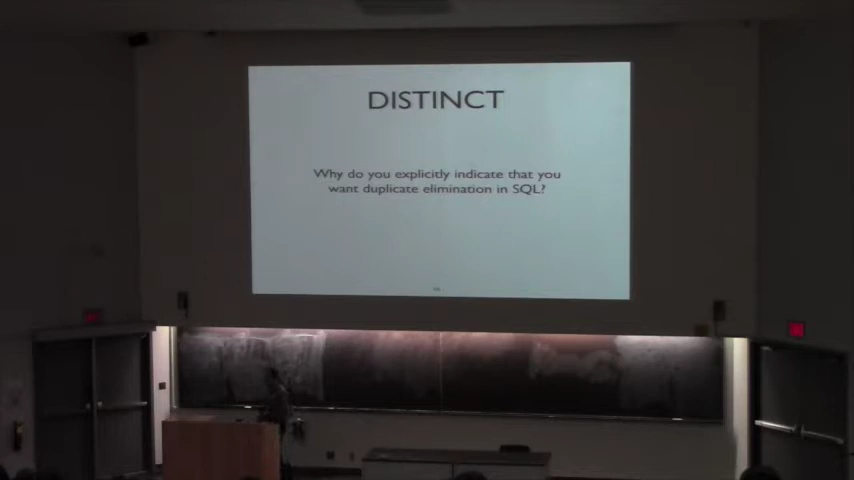 DISTINCT
Why do you explicitly indicate that you
want duplicate elimination in SQL?